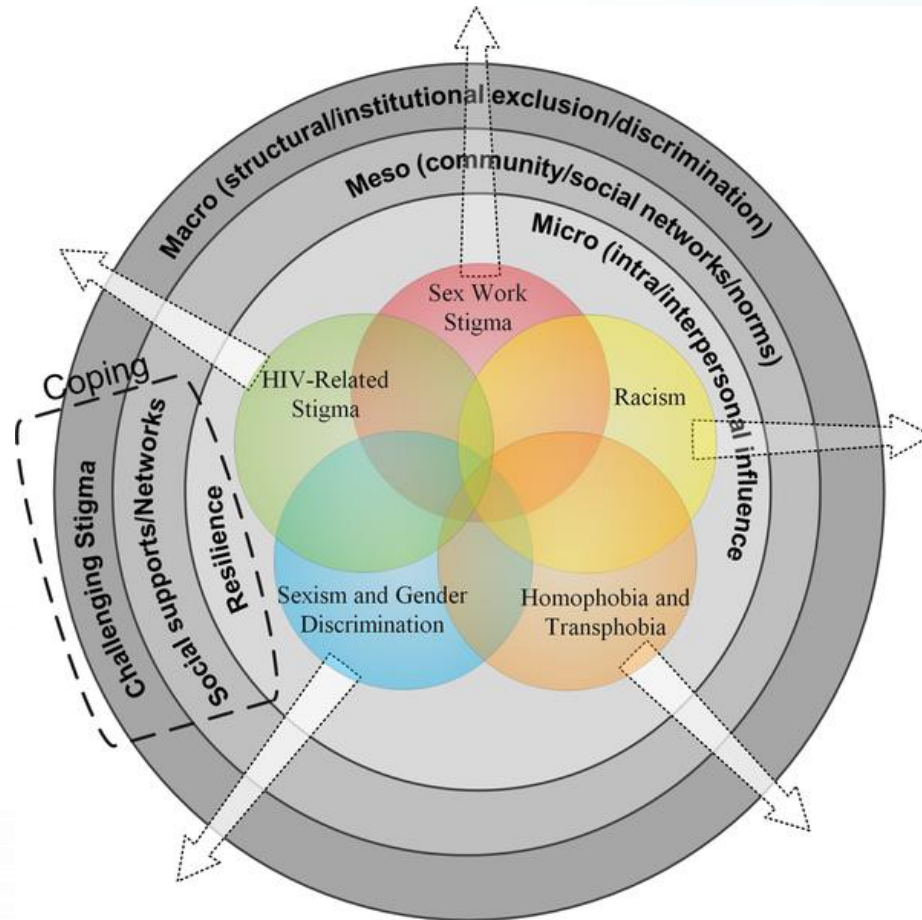 Macro (structural/institutional exclusion/discrimination)
Meso (community/social networks/norms)
Micro (intra/interpersonal influence
Sex Work
Stigma
HIV-Related
Stigma
Racism
Coping
Challenging Stigma
Social supports/Networks
Resilience
Sexism and Gender
Discrimination
Homophobia and
Transphobia